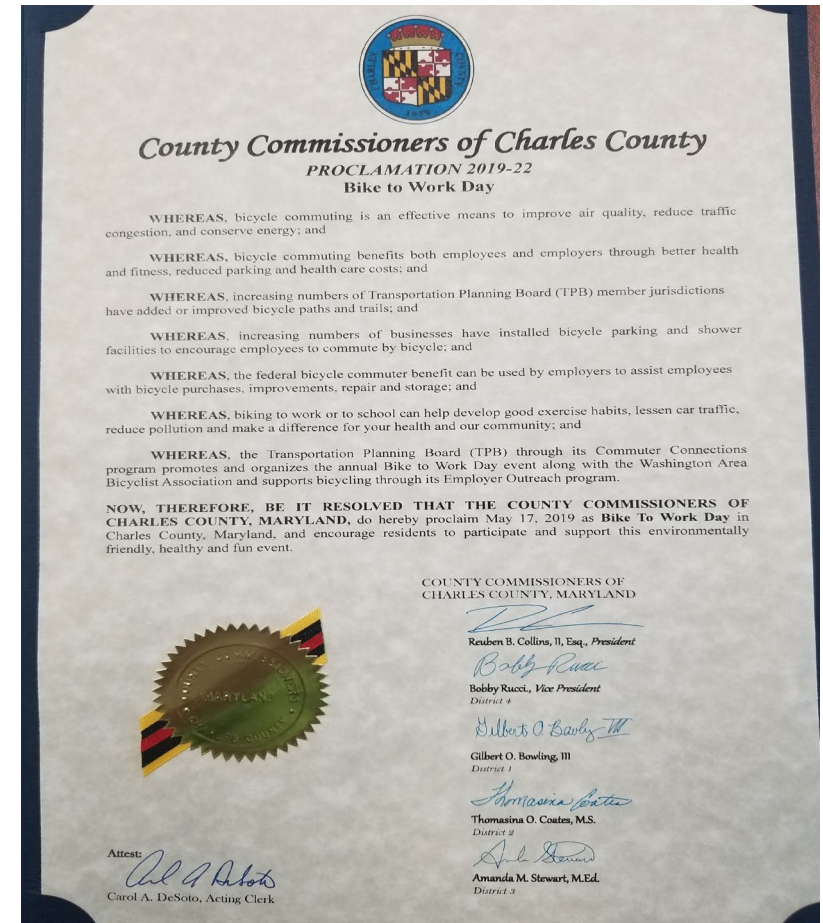 CHARLES COUNTY
1658
County Commissioners of Charles County
PROCLAMATION 2019-22
Bike to Work Day
WHEREAS, bicycle commuting is an effective means to improve air quality, reduce traffic
congestion, and conserve energy; and
WHEREAS, bicycle commuting benefits both employees and employers through better health
and fitness, reduced parking and health care costs; and
WHEREAS, increasing numbers of Transportation Planning Board (TPB) member jurisdictions
have added or improved bicycle paths and trails; and
WHEREAS, increasing numbers of businesses have installed bicycle parking and shower
facilities to encourage employees to commute by bicycle; and
WHEREAS, the federal bicycle commuter benefit can be used by employers to assist employees
with bicycle purchases, improvements, repair and storage; and
WHEREAS, biking to work or to school can help develop good exercise habits, lessen car traffic,
reduce pollution and make a difference for your health and our community; and
WHEREAS, the Transportation Planning Board (TPB) through its Commuter Connections
program promotes and organizes the annual Bike to Work Day event along with the Washington Area
Bicyclist Association and supports bicycling through its Employer Outreach program.
NOW, THEREFORE, BE IT RESOLVED THAT THE COUNTY COMMISSIONERS OF
CHARLES COUNTY, MARYLAND, do hereby proclaim May 17, 2019 as Bike To Work Day in
Charles County, Maryland, and encourage residents to participate and support this environmentally
friendly, healthy and fun event.
COUNTY COMMISSIONERS OF
CHARLES COUNTY, MARYLAND
Reuben B. Collins, II, Esq., President
Bobby Rucci
Bobby Rucci., Vice President
District 4
Gilbert O. Bowling III
Gilbert O. Bowling, III
District 1
Thomasina Coates
Thomasina O. Coates, M.S.
District 2
Amanda M. Stewart, M.Ed.
District 3
COUNTY COMMISSIONERS
MARYLAND
CHARLES COUNTY
Attest:
Carol A DeSoto
Carol A. DeSoto, Acting Clerk